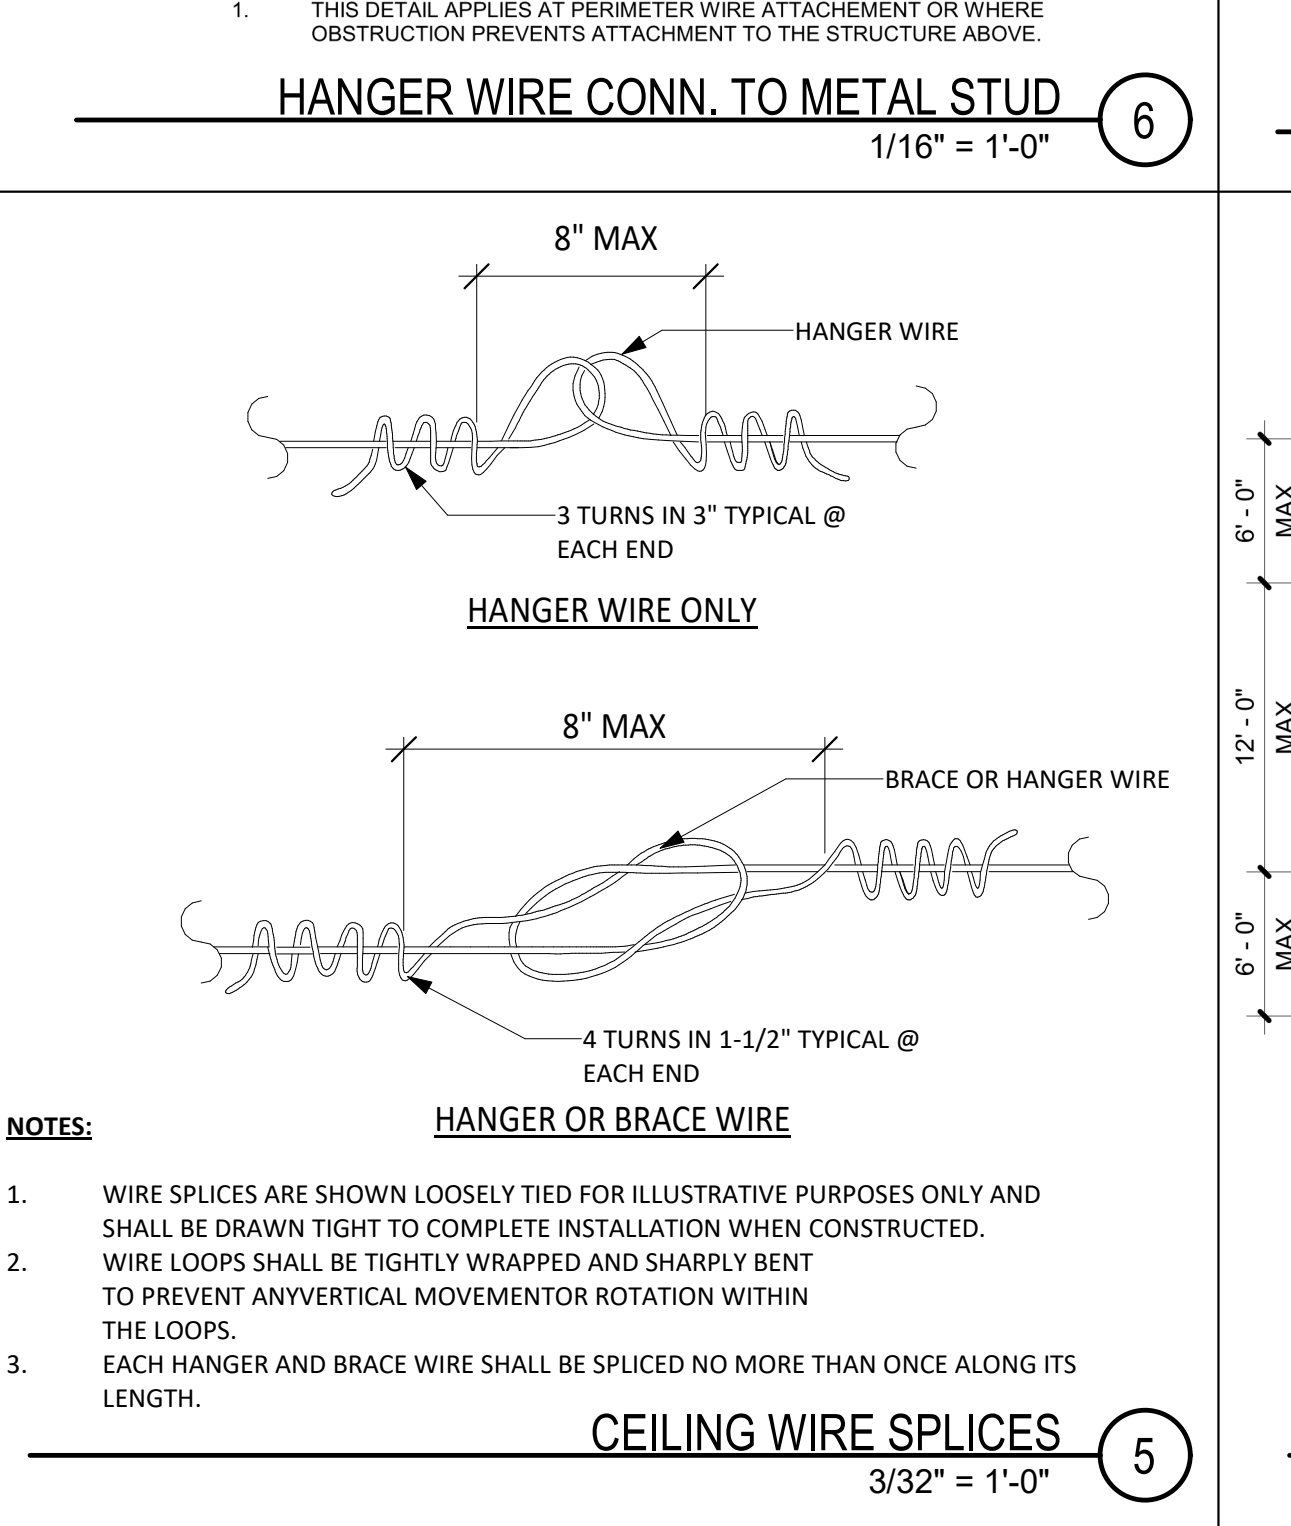 1. THIS DETAIL APPLIES AT PERIMETER WIRE ATTACHEMENT OR WHERE
OBSTRUCTION PREVENTS ATTACHMENT TO THE STRUCTURE ABOVE.
HANGER WIRE CONN. TO METAL STUD
6
1/16" = 1'-0"
8" MAX
HANGER WIRE
3 TURNS IN 3" TYPICAL @
EACH END
HANGER WIRE ONLY
8" MAX
BRACE OR HANGER WIRE
4 TURNS IN 1-1/2" TYPICAL @
EACH END
HANGER OR BRACE WIRE
NOTES:
1. WIRE SPLICES ARE SHOWN LOOSELY TIED FOR ILLUSTRATIVE PURPOSES ONLY AND
SHALL BE DRAWN TIGHT TO COMPLETE INSTALLATION WHEN CONSTRUCTED.
2. WIRE LOOPS SHALL BE TIGHTLY WRAPPED AND SHARPLY BENT
TO PREVENT ANYVERTICAL MOVEMENTOR ROTATION WITHIN
THE LOOPS.
3. EACH HANGER AND BRACE WIRE SHALL BE SPLICED NO MORE THAN ONCE ALONG ITS
LENGTH.
CEILING WIRE SPLICES
5
3/32" = 1'-0"
6' - 0"
MAX
12' - 0"
MAX
6' - 0"
MAX